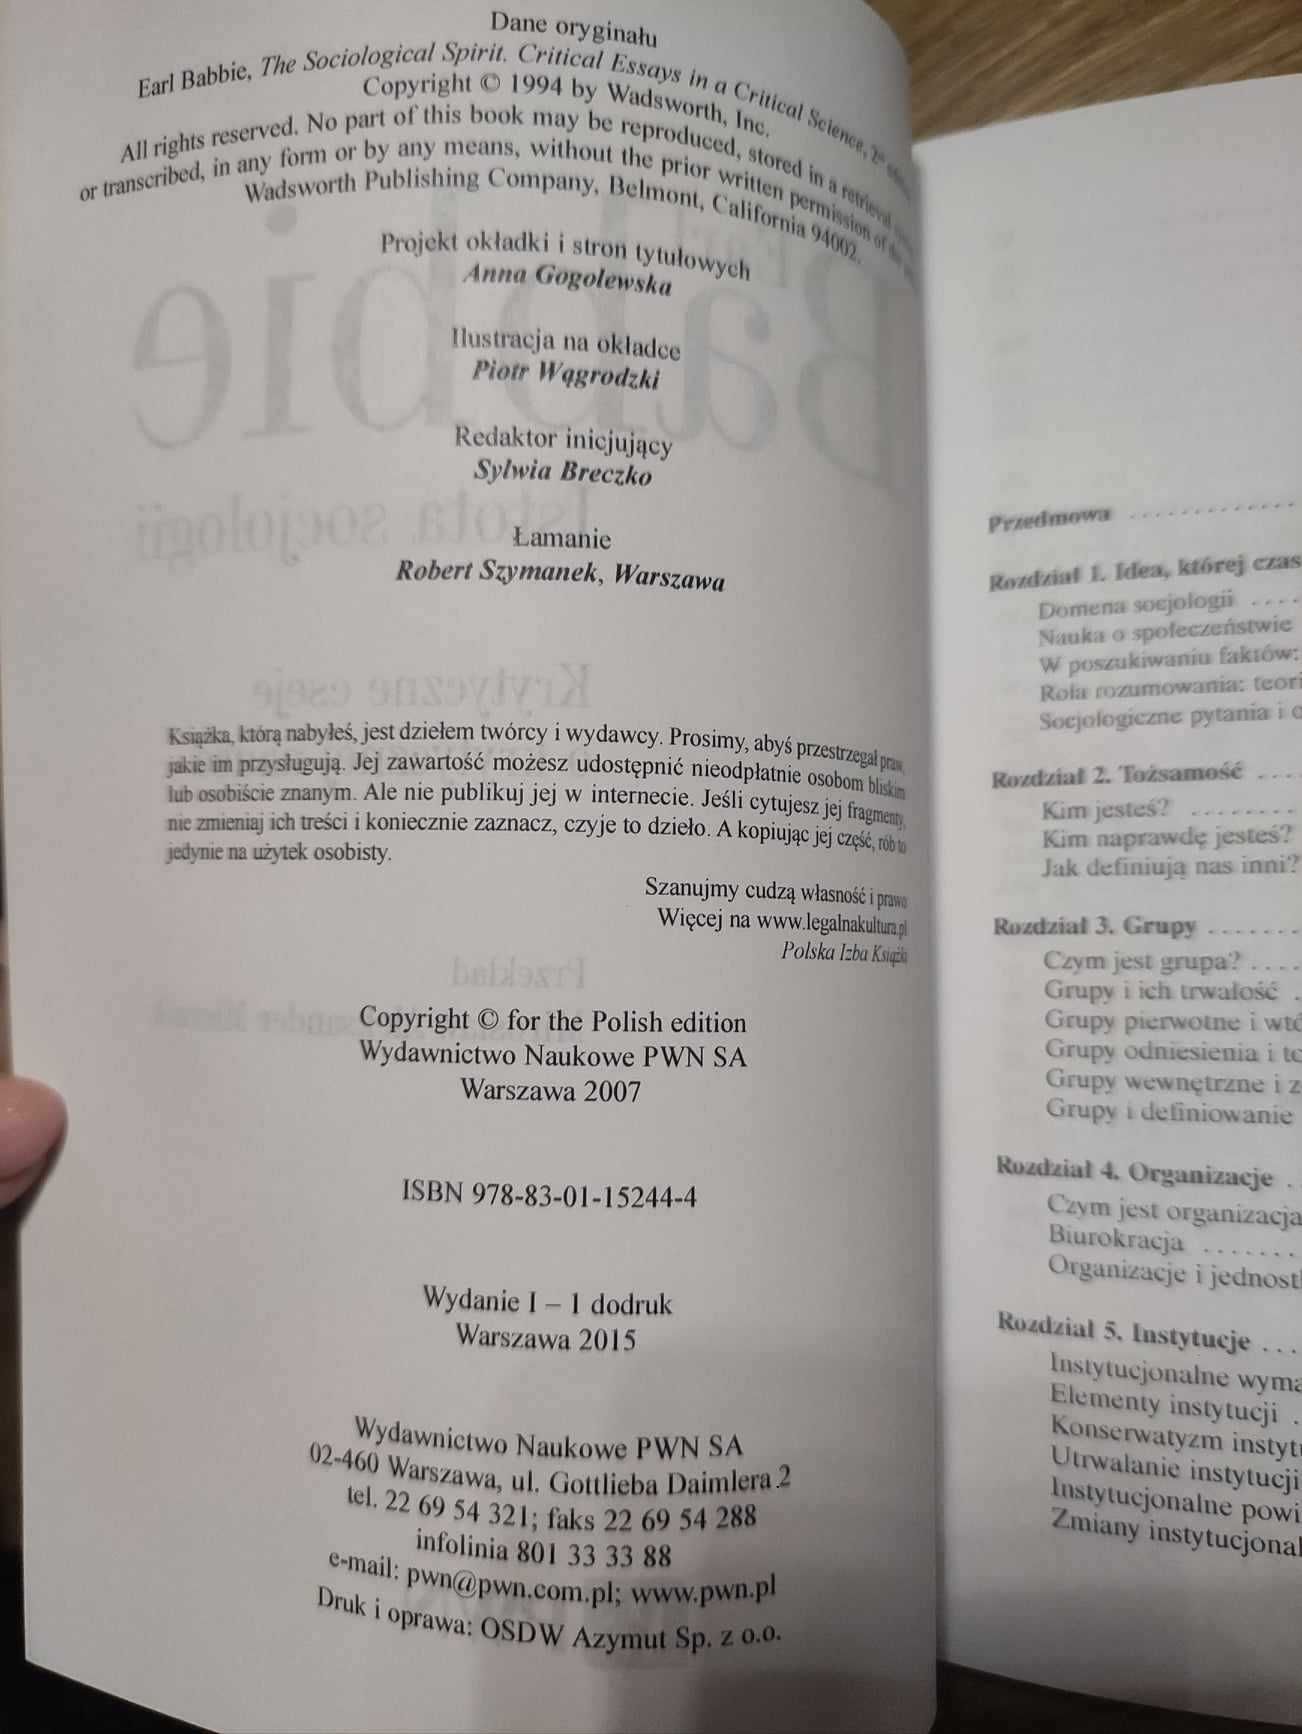 Dane oryginału
Earl Babbie, The Sociological Spirit. Critical Essays in a Critical Science, 2
Copyright © 1994 by Wadsworth, Inc.
All rights reserved. No part of this book may be reproduced, stored in a retrieval
or transcribed, in any form or by any means, without the prior written permission of the
Wadsworth Publishing Company, Belmont, California 94002.
Projekt okładki i stron tytułowych
Anna Gogolewska
Ilustracja na okładce
Piotr Wągrodzki
Redaktor inicjujący
Sylwia Breczko
Łamanie
Robert Szymanek, Warszawa
Książka, którą nabyłeś, jest dziełem twórcy i wydawcy. Prosimy, abyś przestrzegał praw,
jakie im przysługują. Jej zawartość możesz udostępnić nieodpłatnie osobom bliskim
lub osobiście znanym. Ale nie publikuj jej w internecie. Jeśli cytujesz jej fragmenty,
nie zmieniaj ich treści i koniecznie zaznacz, czyje to dzieło. A kopiując jej część, rób to
jedynie na użytek osobisty.
Szanujmy cudzą własność i prawo
Więcej na www.legalnakultura.pl
Polska Izba Książki
Copyright © for the Polish edition
Wydawnictwo Naukowe PWN SA
Warszawa 2007
ISBN 978-83-01-15244-4
Wydanie I – 1 dodruk
Warszawa 2015
Wydawnictwo Naukowe PWN SA
02-460 Warszawa, ul. Gottlieba Daimlera 2
tel. 22 69 54 321; faks 22 69 54 288
infolinia 801 33 33 88
e-mail: pwn@pwn.com.pl; www.pwn.pl
Druk i oprawa: OSDW Azymut Sp. z o.o.
Przedmowa . . . . . . . . . . . . .
Rozdział 1. Idea, której czas
Domena socjologii . . . .
Nauka o społeczeństwie
W poszukiwaniu faktów:
Rola rozumowania: teori
Socjologiczne pytania i o
Rozdział 2. Tożsamość . . . .
Kim jesteś? . . . . . . . .
Kim naprawdę jesteś?
Jak definiują nas inni?
Rozdział 3. Grupy . . . . . . .
Czym jest grupa? . . . .
Grupy i ich trwałość .
Grupy pierwotne i wtó
Grupy odniesienia i to
Grupy wewnętrzne i z
Grupy i definiowanie
Rozdział 4. Organizacje . .
Czym jest organizacja
Biurokracja . . . . . . .
Organizacje i jednost
Rozdział 5. Instytucje . . .
Instytucjonalne wyma
Elementy instytucji .
Konserwatyzm instytu
Utrwalanie instytucji
Instytucjonalne powi
Zmiany instytucjonal